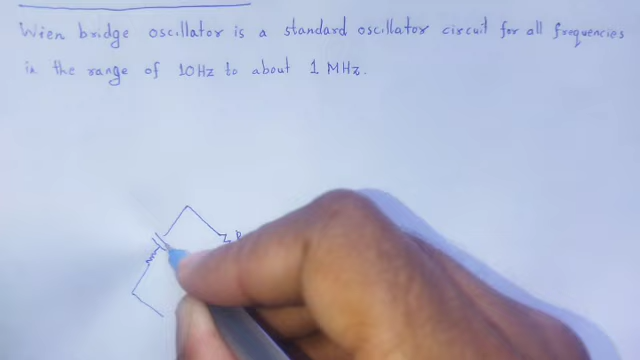 Wien bridge oscillator is a standard oscillator circuit for all frequencies
in the range of 10Hz to about 1 MHz.
R